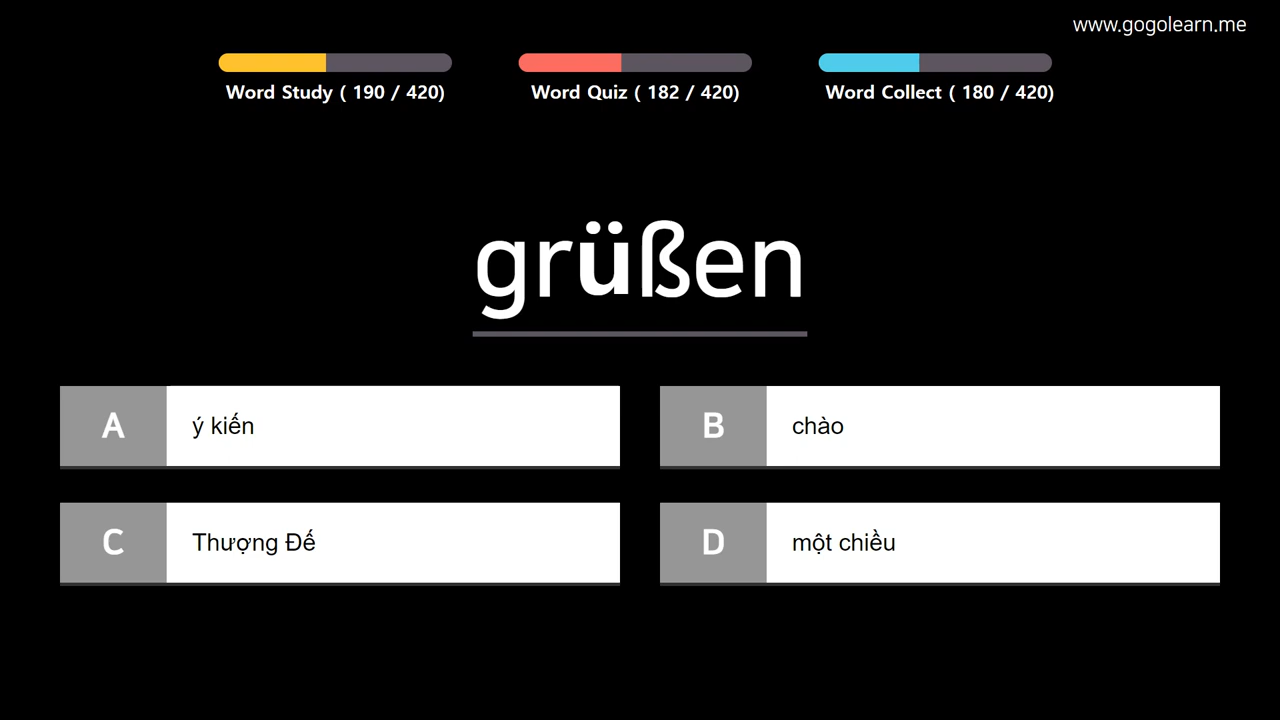 www.gogolearn.me
Word Study ( 190 / 420)
Word Quiz ( 182 / 420)
Word Collect ( 180 / 420)
grüßen
A
ý kiến
B
chào
C
Thượng Đế
D
một chiều